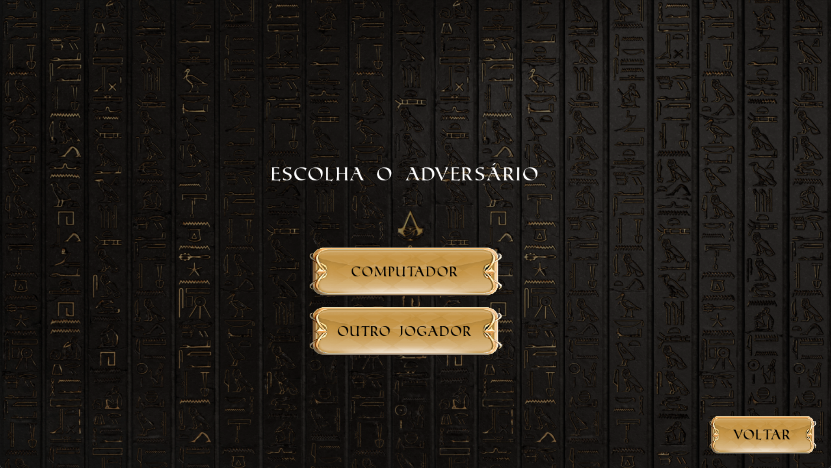 ESCOLHA O ADVERSÁRIO
COMPUTADOR
OUTRO JOGADOR
VOLTAR